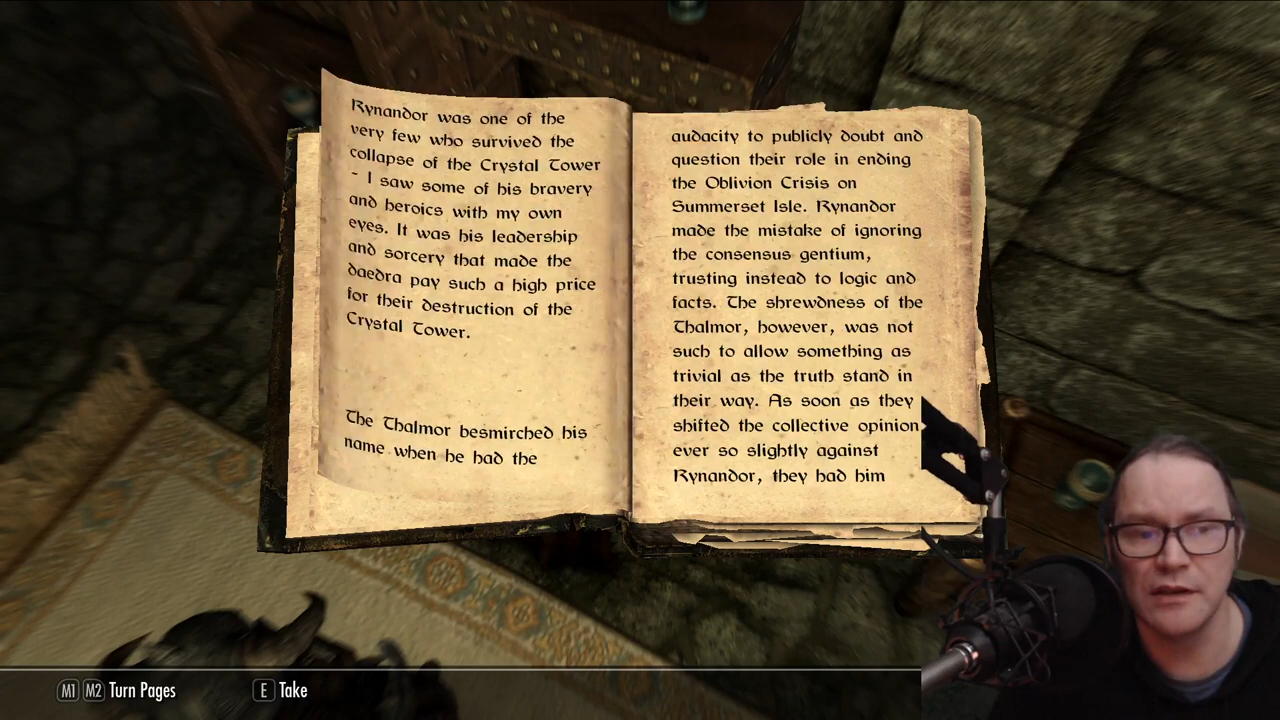 Rynandor was one of the
very few who survived the
collapse of the Crystal Tower
- I saw some of his bravery
and heroics with my own
eyes. It was his leadership
and sorcery that made the
daedra pay such a high price
for their destruction of the
Crystal Tower.
The Thalmor besmirched his
name when he had the
audacity to publicly doubt and
question their role in ending
the Oblivion Crisis on
Summerset Isle. Rynandor
made the mistake of ignoring
the consensus gentium,
trusting instead to logic and
facts. The shrewdness of the
Thalmor, however, was not
such to allow something as
trivial as the truth stand in
their way. As soon as they
shifted the collective opinion
ever so slightly against
Rynandor, they had him
M1 M2 Turn Pages
E Take